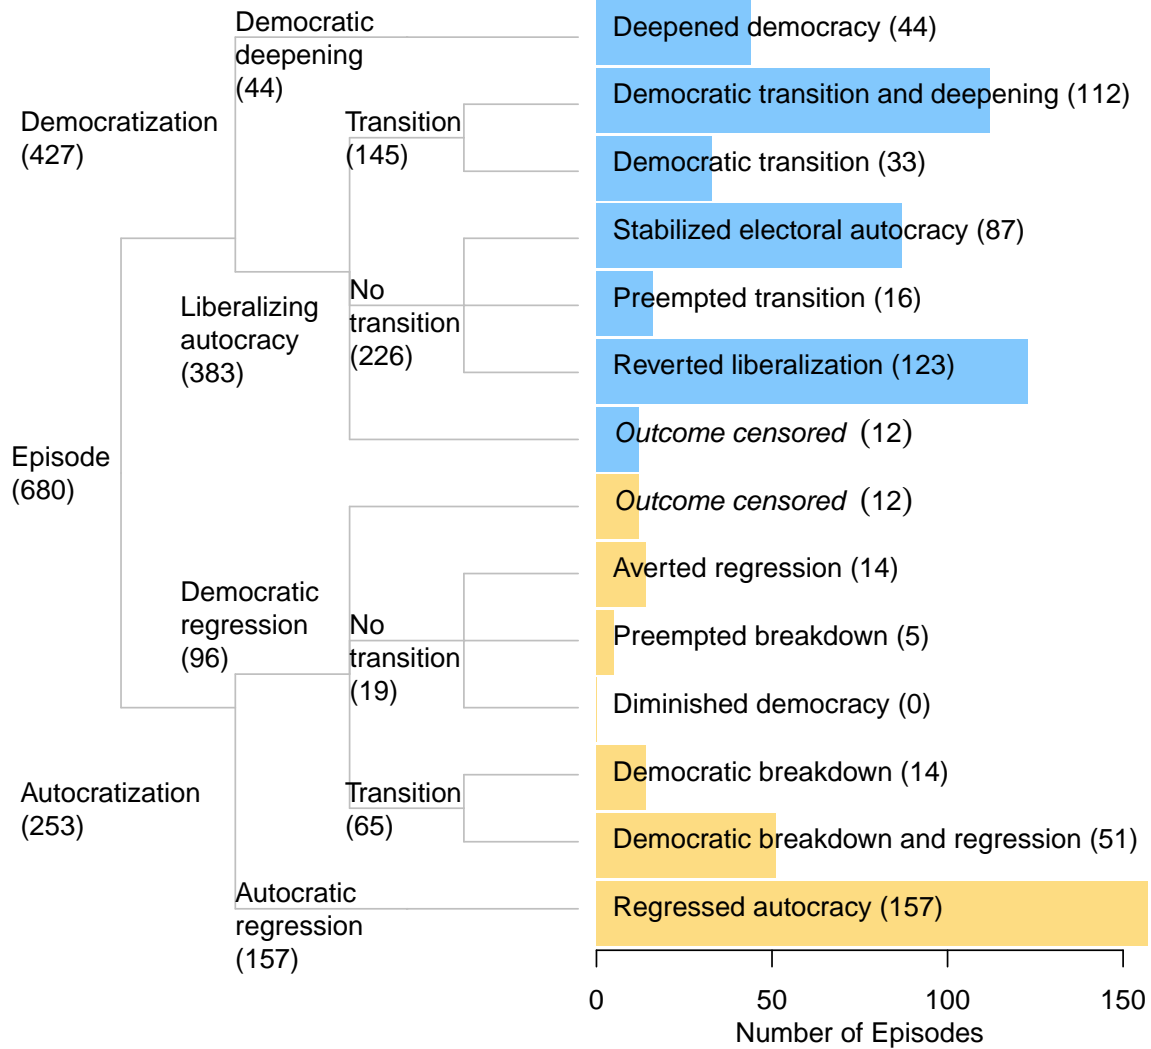 Democratic
deepening
(44)
Democratization
(427)
Transition
(145)
No
transition
(226)
Liberalizing
autocracy
(383)
Episode
(680)
Democratic
regression
(96)
No
transition
(19)
Autocratization
(253)
Transition
(65)
Autocratic
regression
(157)
Deepened democracy (44)
Democratic transition and deepening (112)
Democratic transition (33)
Stabilized electoral autocracy (87)
Preempted transition (16)
Reverted liberalization (123)
Outcome censored (12)
Outcome censored (12)
Averted regression (14)
Preempted breakdown (5)
Diminished democracy (0)
Democratic breakdown (14)
Democratic breakdown and regression (51)
Regressed autocracy (157)
0 50 100 150
Number of Episodes